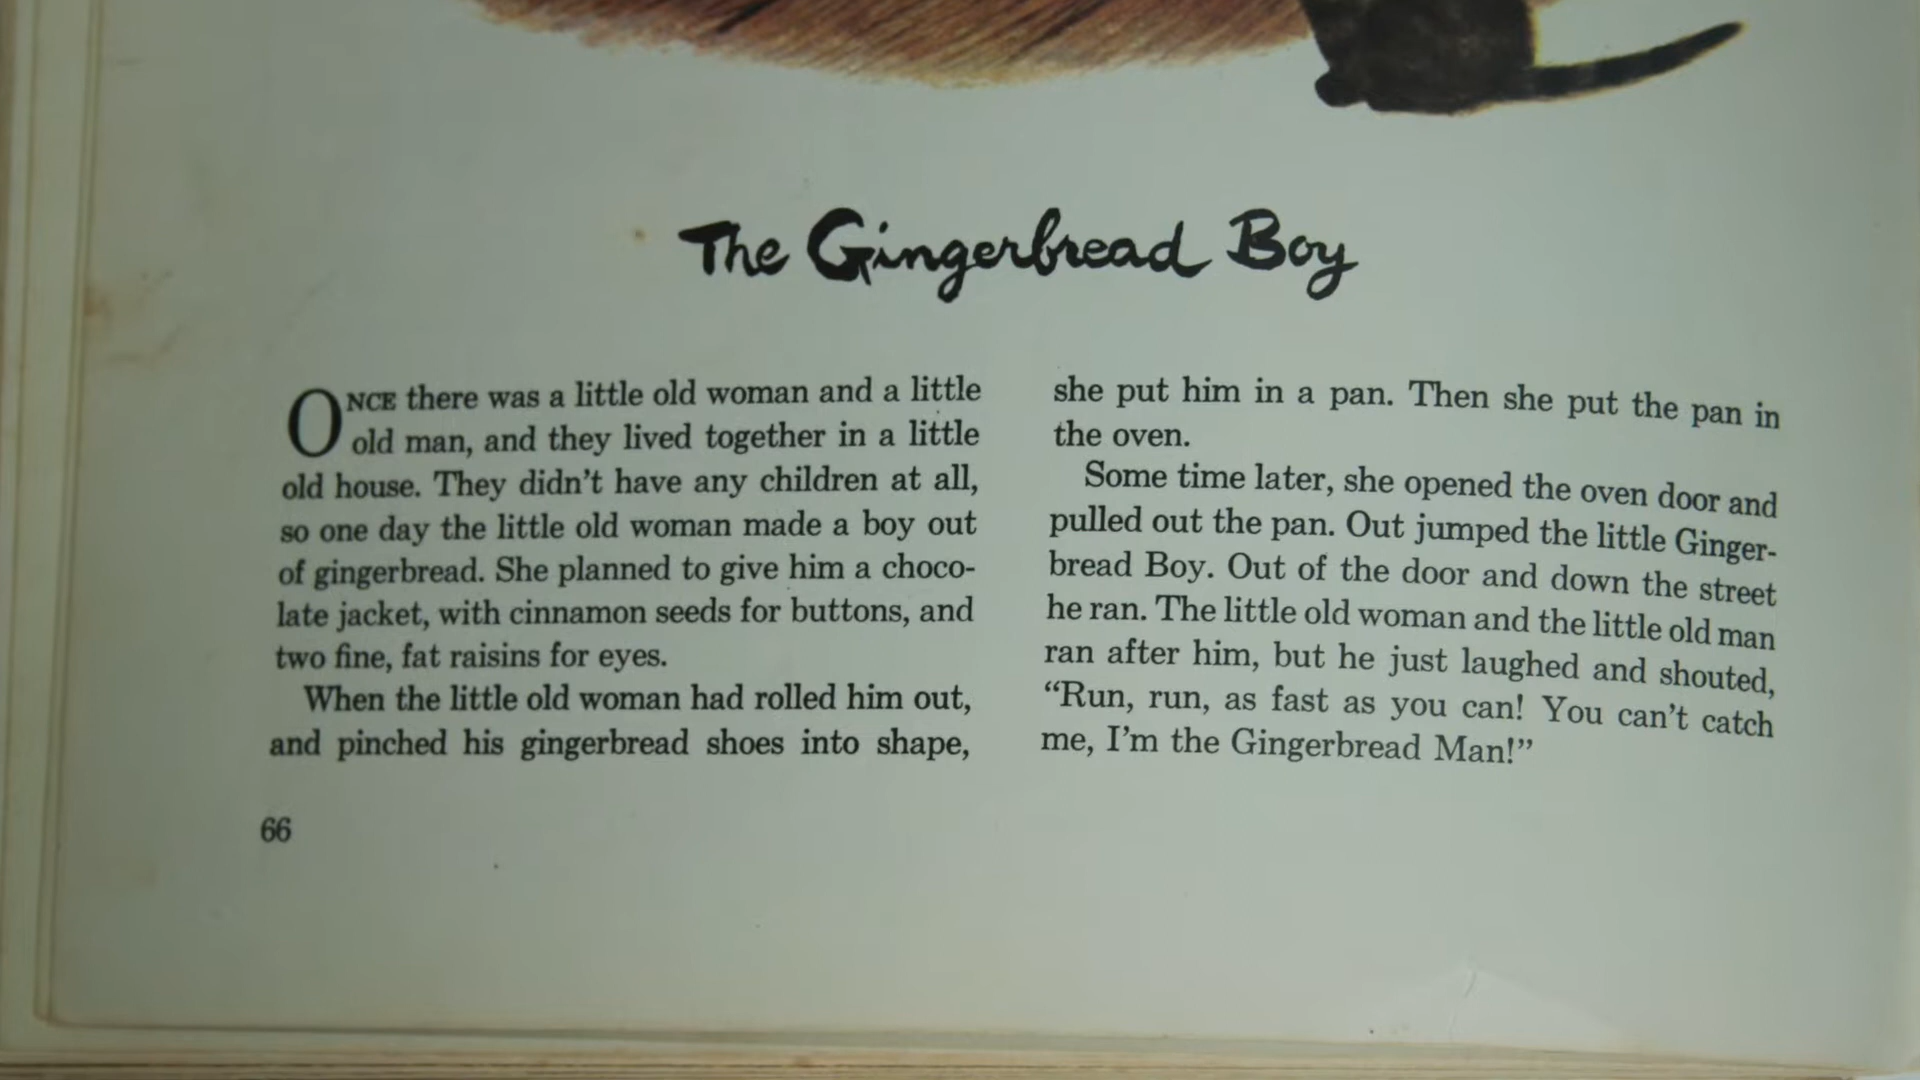 The Gingerbread Boy
ONCE there was a little old woman and a little
old man, and they lived together in a little
old house. They didn't have any children at all,
so one day the little old woman made a boy out
of gingerbread. She planned to give him a choco-
late jacket, with cinnamon seeds for buttons, and
two fine, fat raisins for eyes.
When the little old woman had rolled him out,
and pinched his gingerbread shoes into shape,
she put him in a pan. Then she put the pan in
the oven.
Some time later, she opened the oven door and
pulled out the pan. Out jumped the little Ginger-
bread Boy. Out of the door and down the street
he ran. The little old woman and the little old man
ran after him, but he just laughed and shouted,
“Run, run, as fast as you can! You can't catch
me, I'm the Gingerbread Man!”
66